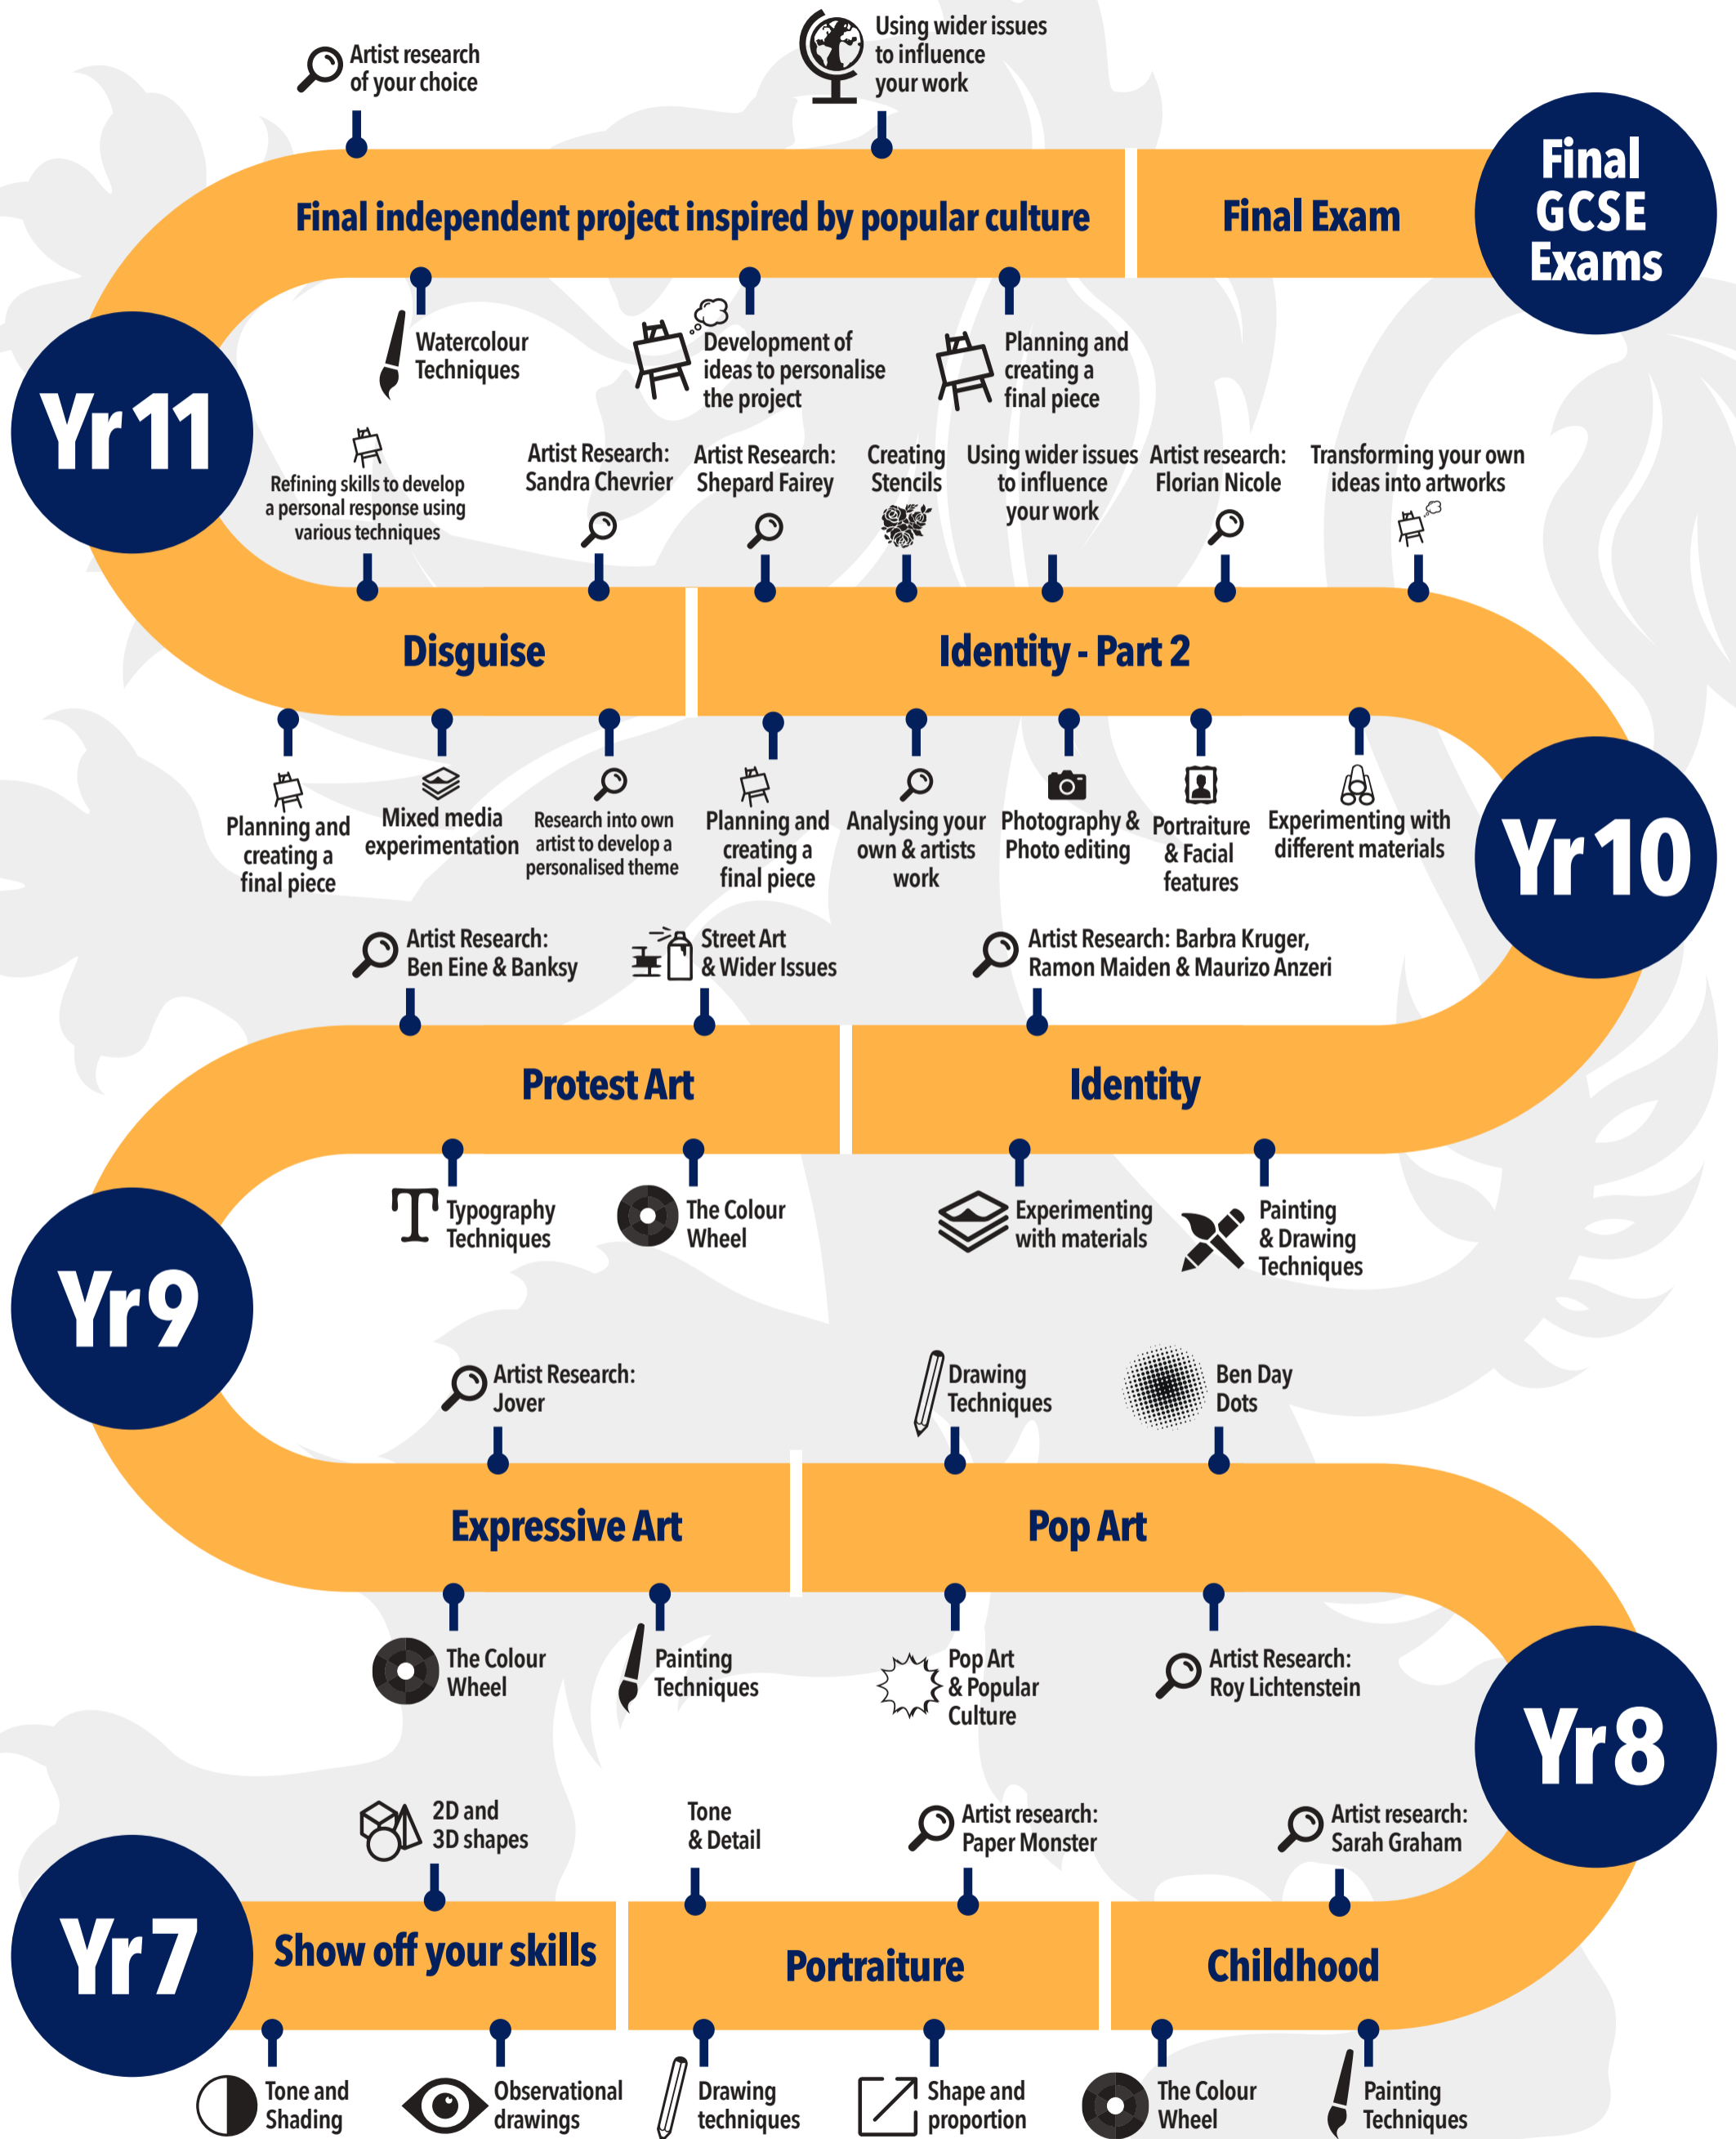 Artist research
of your choice
Using wider issues
to influence
your work
Final independent project inspired by popular culture
Final Exam
Final
GCSE
Exams
Watercolour
Techniques
Development of
ideas to personalise
the project
Planning and
creating a
final piece
Yr 11
Refining skills to develop
a personal response using
various techniques
Artist Research:
Sandra Chevrier
Artist Research:
Shepard Fairey
Creating
Stencils
Using wider issues
to influence
your work
Artist research:
Florian Nicole
Transforming your own
ideas into artworks
Disguise
Identity - Part 2
Planning and
creating a
final piece
Mixed media
experimentation
Research into own
artist to develop a
personalised theme
Planning and
creating a
final piece
Analysing your
own & artists
work
Photography &
Photo editing
Portraiture
& Facial
features
Experimenting with
different materials
Yr 10
Artist Research:
Ben Eine & Banksy
Street Art
& Wider Issues
Artist Research: Barbra Kruger,
Ramon Maiden & Maurizo Anzeri
Protest Art
Identity
Typography
Techniques
The Colour
Wheel
Experimenting
with materials
Painting
& Drawing
Techniques
Yr 9
Artist Research:
Jover
Drawing
Techniques
Ben Day
Dots
Expressive Art
Pop Art
The Colour
Wheel
Painting
Techniques
Pop Art
& Popular
Culture
Artist Research:
Roy Lichtenstein
Yr 8
2D and
3D shapes
Tone
& Detail
Artist research:
Paper Monster
Artist research:
Sarah Graham
Yr 7
Show off your skills
Portraiture
Childhood
Tone and
Shading
Observational
drawings
Drawing
techniques
Shape and
proportion
The Colour
Wheel
Painting
Techniques